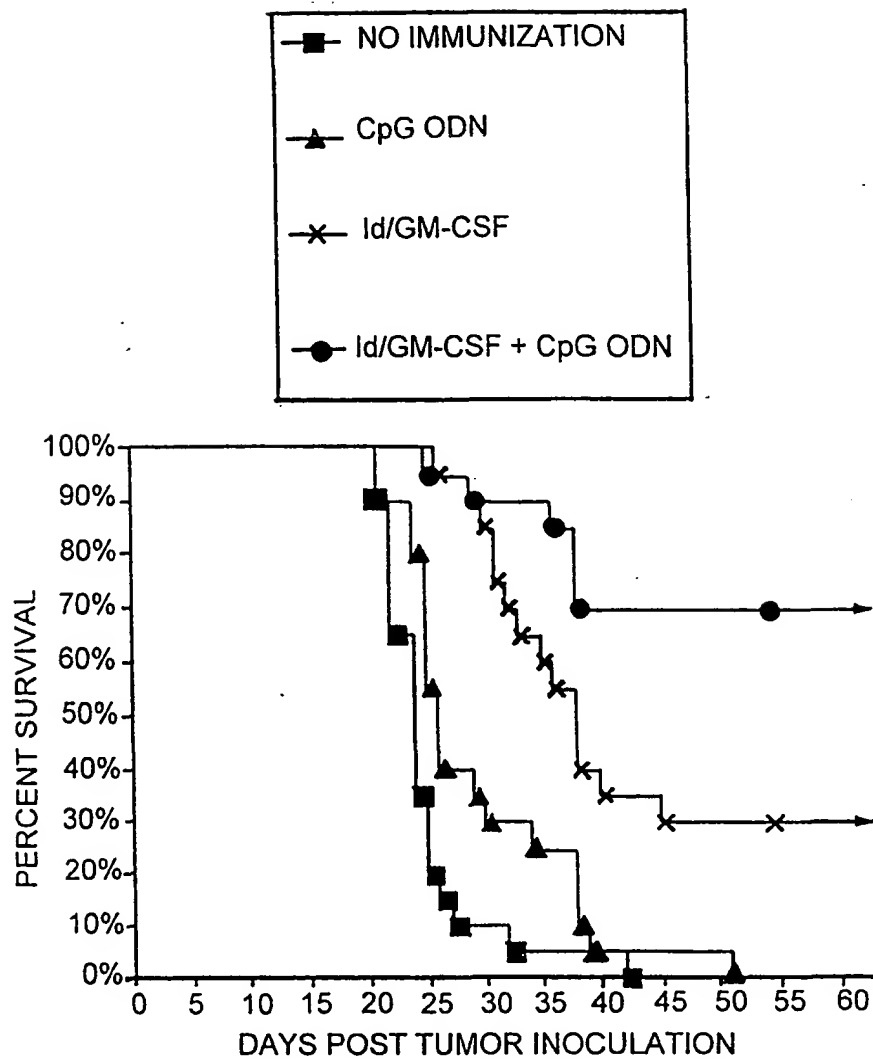 NO IMMUNIZATION
CpG ODN
Id/GM-CSF
Id/GM-CSF + CpG ODN
100%
90%
80%
70%
60%
50%
40%
30%
20%
10%
0%
PERCENT SURVIVAL
0 5 10 15 20 25 30 35 40 45 50 55 60
DAYS POST TUMOR INOCULATION